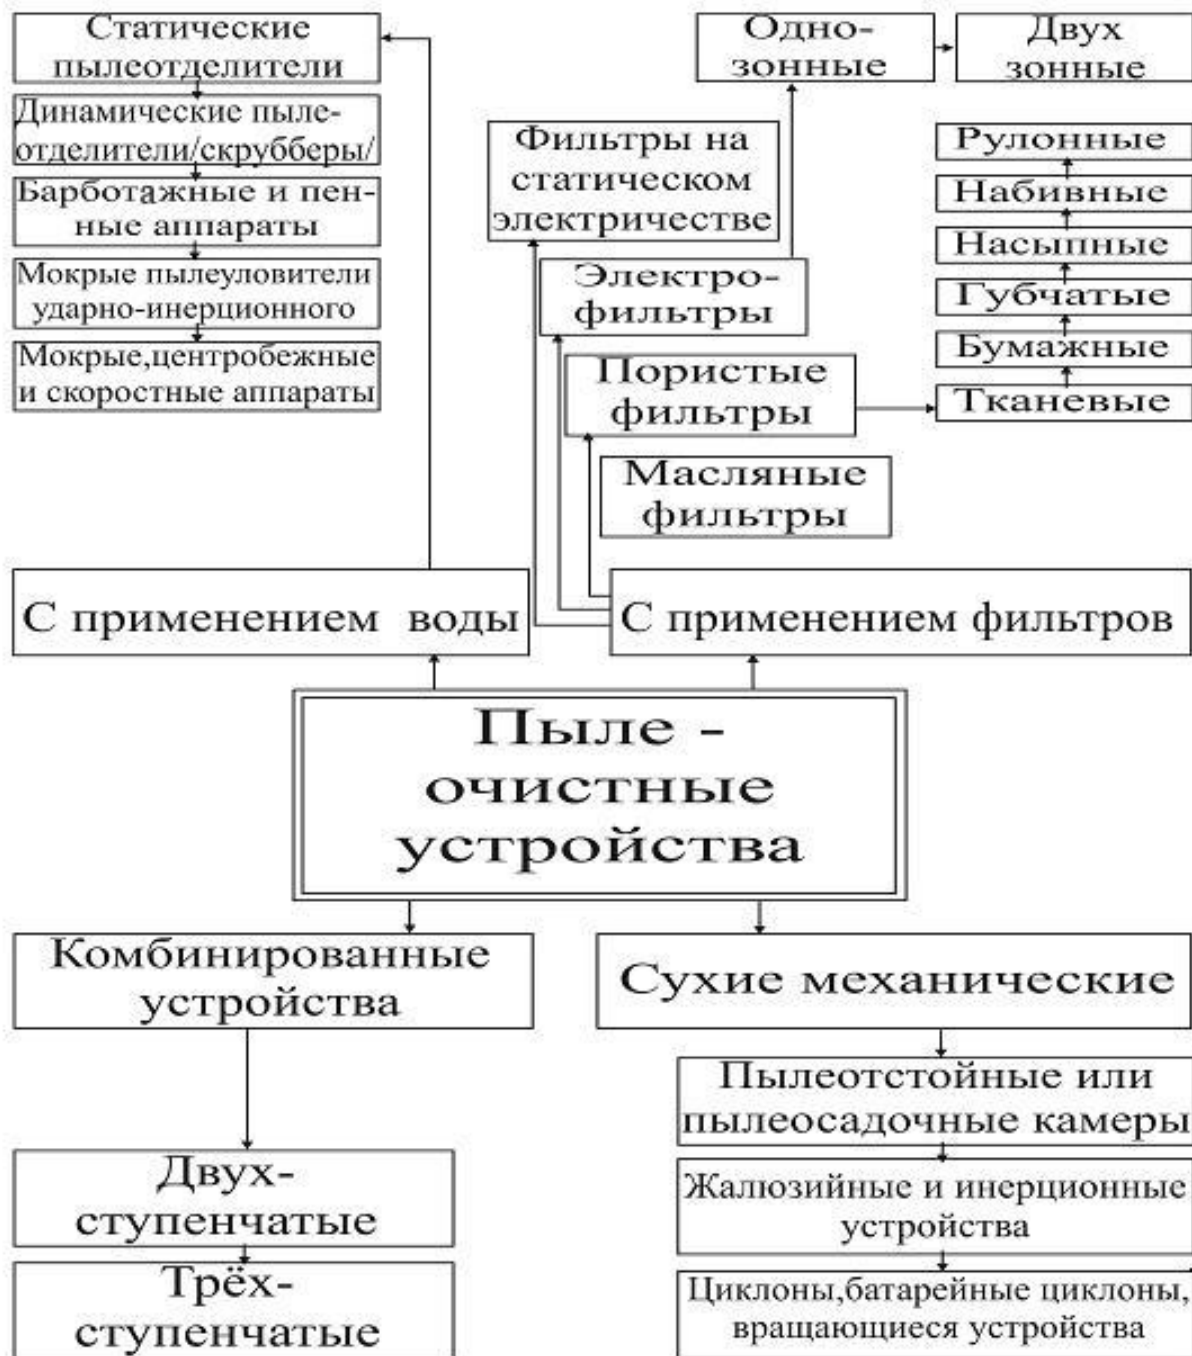 Статические
пылеотделители
Динамические пыле-
отделители/скрубберы/
Барботажные и пен-
ные аппараты
Мокрые пылеуловители
ударно-инерционного
Мокрые,центробежные
и скоростные аппараты
Одно-
зонные
Двух
зонные
Фильтры на
статическом
электричестве
Электро-
фильтры
Пористые
фильтры
Масляные
фильтры
Рулонные
Набивные
Насыпные
Губчатые
Бумажные
Тканевые
С применением воды
С применением фильтров
Пыле -
очистные
устройства
Комбинированные
устройства
Сухие механические
Двух-
ступенчатые
Трёх-
ступенчатые
Пылеотстойные или
пылеосадочные камеры
Жалюзийные и инерционные
устройства
Циклоны,батарейные циклоны,
вращающиеся устройства